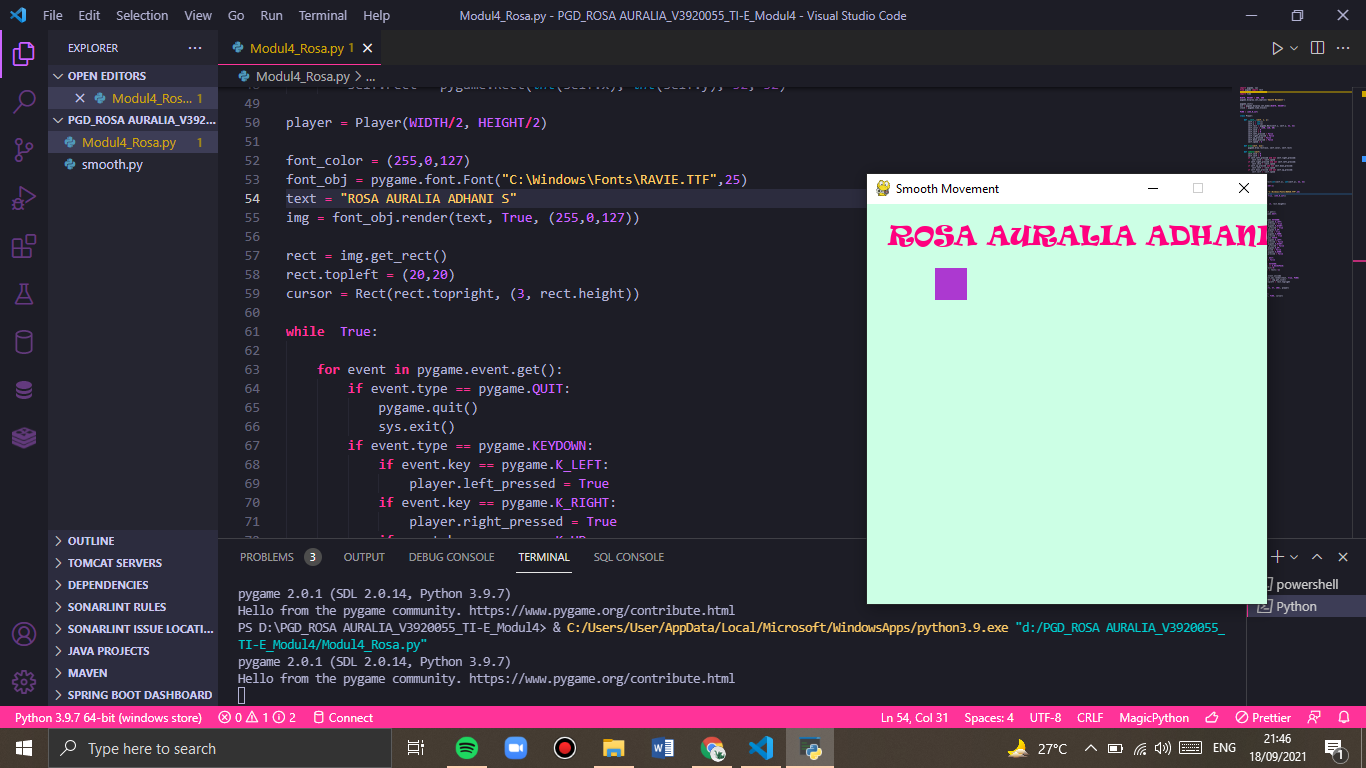 File Edit Selection View Go Run Terminal Help
Modul4_Rosa.py - PGD_ROSA AURALIA_V3920055_TI-E_Modul4 - Visual Studio Code
EXPLORER
OPEN EDITORS
Modul4_Ros... 1
PGD_ROSA AURALIA_V392...
Modul4_Rosa.py 1
smooth.py
OUTLINE
TOMCAT SERVERS
DEPENDENCIES
SONARLINT RULES
SONARLINT ISSUE LOCATI...
JAVA PROJECTS
MAVEN
SPRING BOOT DASHBOARD
Modul4_Rosa.py 1
Modul4_Rosa.py > ...
49
50 player = Player(WIDTH/2, HEIGHT/2)
51
52 font_color = (255,0,127)
53 font_obj = pygame.font.Font("C:\Windows\Fonts\RAVIE.TTF",25)
54 text = "ROSA AURALIA ADHANI S"
55 img = font_obj.render(text, True, (255,0,127))
56
57 rect = img.get_rect()
58 rect.topleft = (20,20)
59 cursor = Rect(rect.topright, (3, rect.height))
60
61 while  True:
62
63 for event in pygame.event.get():
64 if event.type == pygame.QUIT:
65 pygame.quit()
66 sys.exit()
67 if event.type == pygame.KEYDOWN:
68 if event.key == pygame.K_LEFT:
69 player.left_pressed = True
70 if event.key == pygame.K_RIGHT:
71 player.right_pressed = True
Smooth Movement
ROSA AURALIA ADHANI
PROBLEMS 3 OUTPUT DEBUG CONSOLE TERMINAL SQL CONSOLE
pygame 2.0.1 (SDL 2.0.14, Python 3.9.7)
Hello from the pygame community. https://www.pygame.org/contribute.html
PS D:\PGD_ROSA AURALIA_V3920055_TI-E_Modul4> & C:/Users/User/AppData/Local/Microsoft/WindowsApps/python3.9.exe "d:/PGD_ROSA AURALIA_V3920055_
TI-E_Modul4/Modul4_Rosa.py"
pygame 2.0.1 (SDL 2.0.14, Python 3.9.7)
Hello from the pygame community. https://www.pygame.org/contribute.html
powershell
Python
Python 3.9.7 64-bit (windows store) 0 1 2 Connect
Ln 54, Col 31 Spaces: 4 UTF-8 CRLF MagicPython Prettier
Type here to search
27°C ENG
21:46
18/09/2021
1